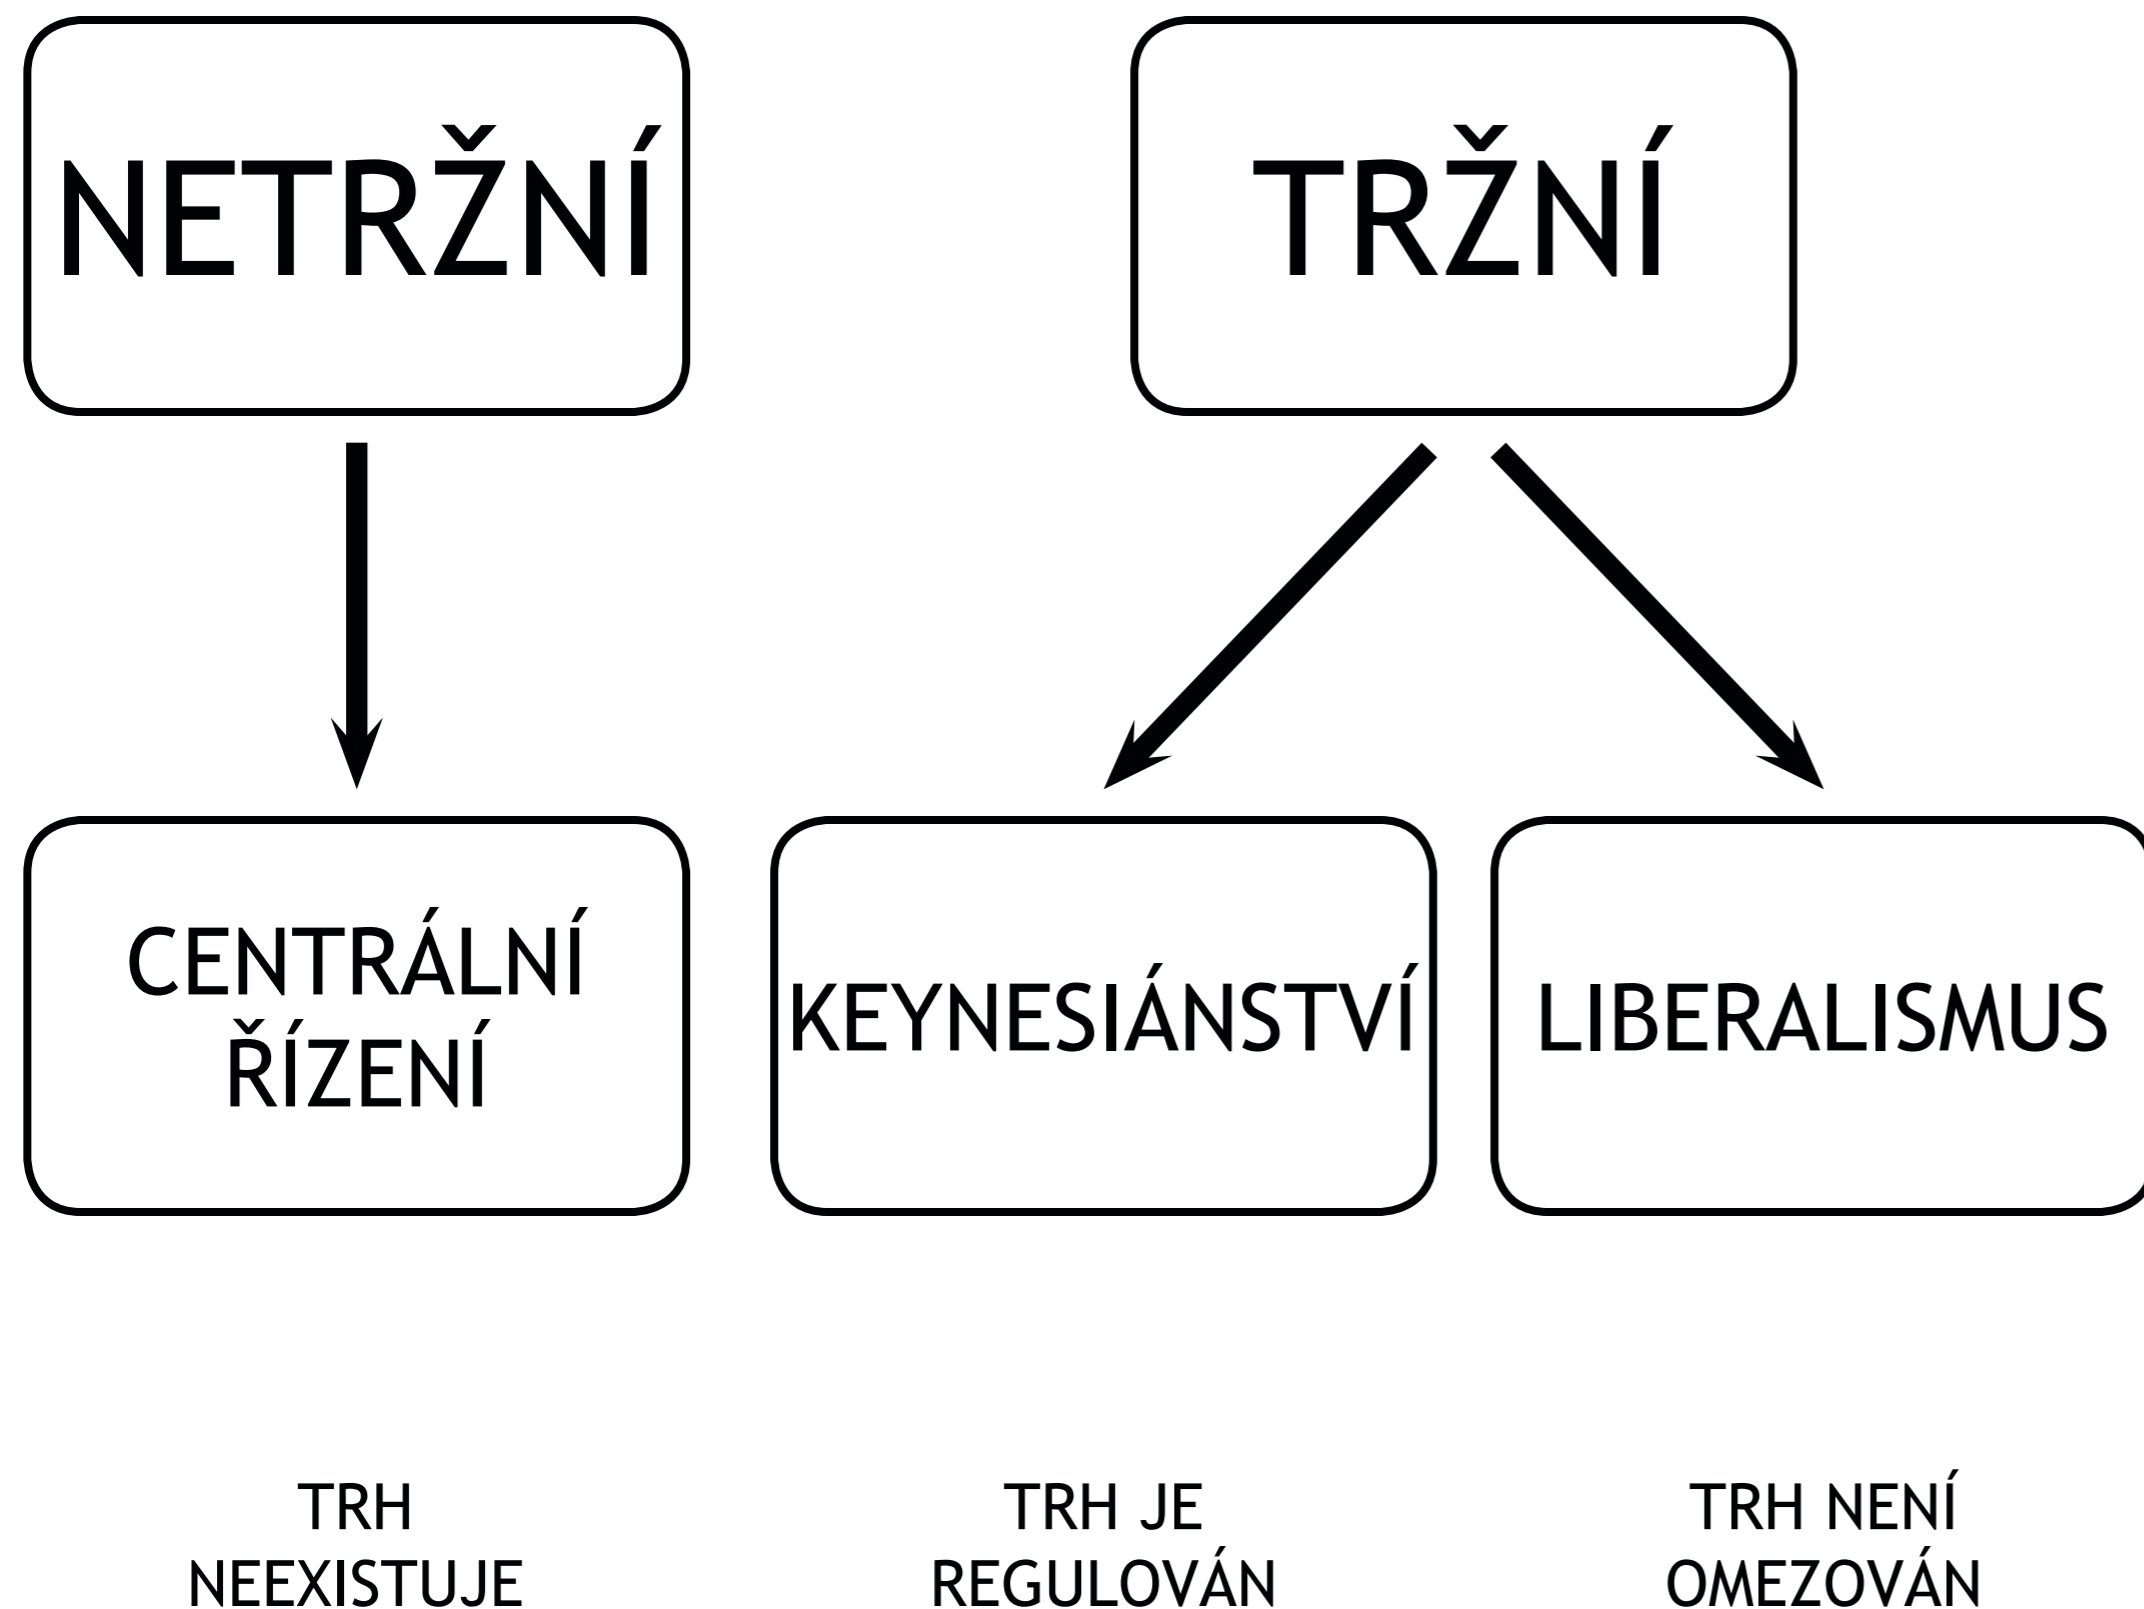 NETRŽNÍ
TRŽNÍ
CENTRÁLNÍ
ŘÍZENÍ
KEYNESIÁNSTVÍ
LIBERALISMUS
TRH
NEEXISTUJE
TRH JE
REGULOVÁN
TRH NENÍ
OMEZOVÁN